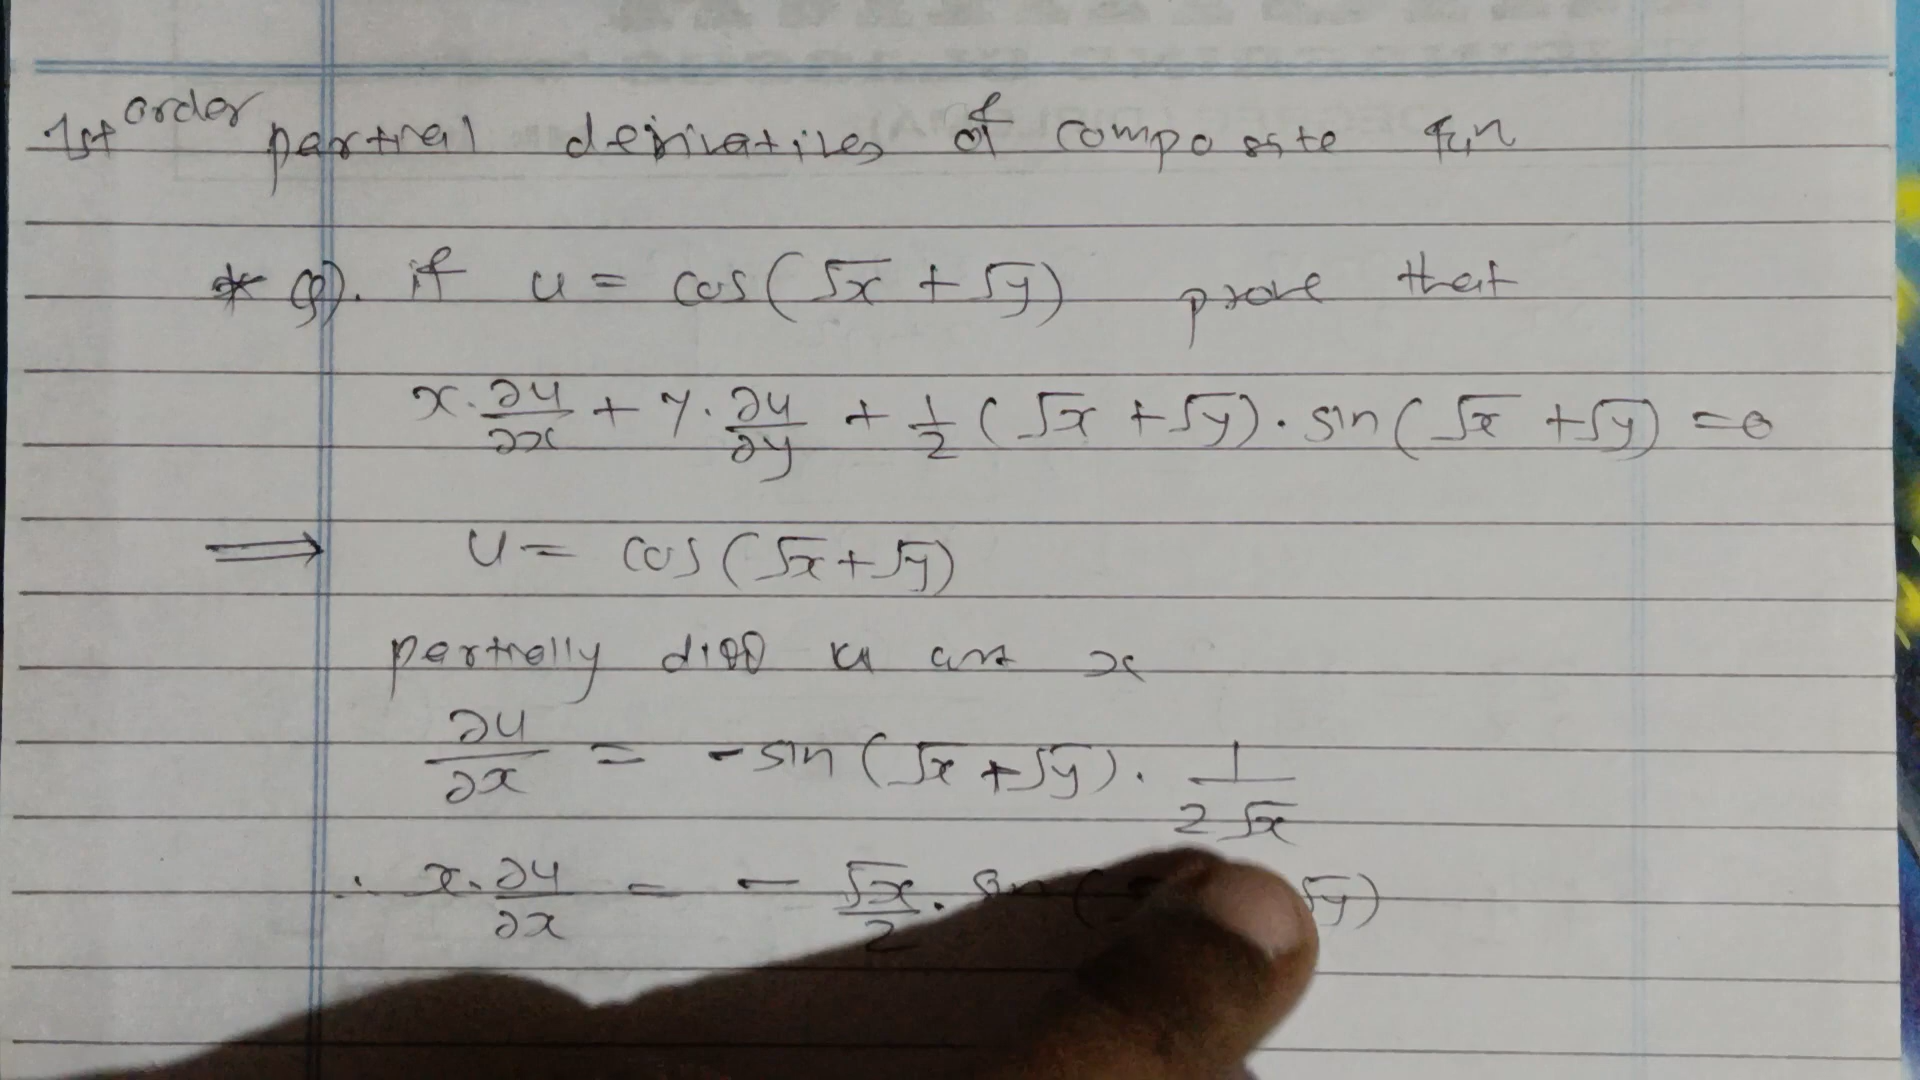 1st order partial derivatives of composite fun
* Q). if u = cos(√x + √y) prove that
x.∂u/∂x + y.∂u/∂y + 1/2 (√x + √y). sin(√x + √y) = 0
⟹ u = cos(√x+√y)
partially diff u wrt x
∂u/∂x = -sin(√x + √y). 1/2√x
∴ x.∂u/∂x = - √x/2. √y)